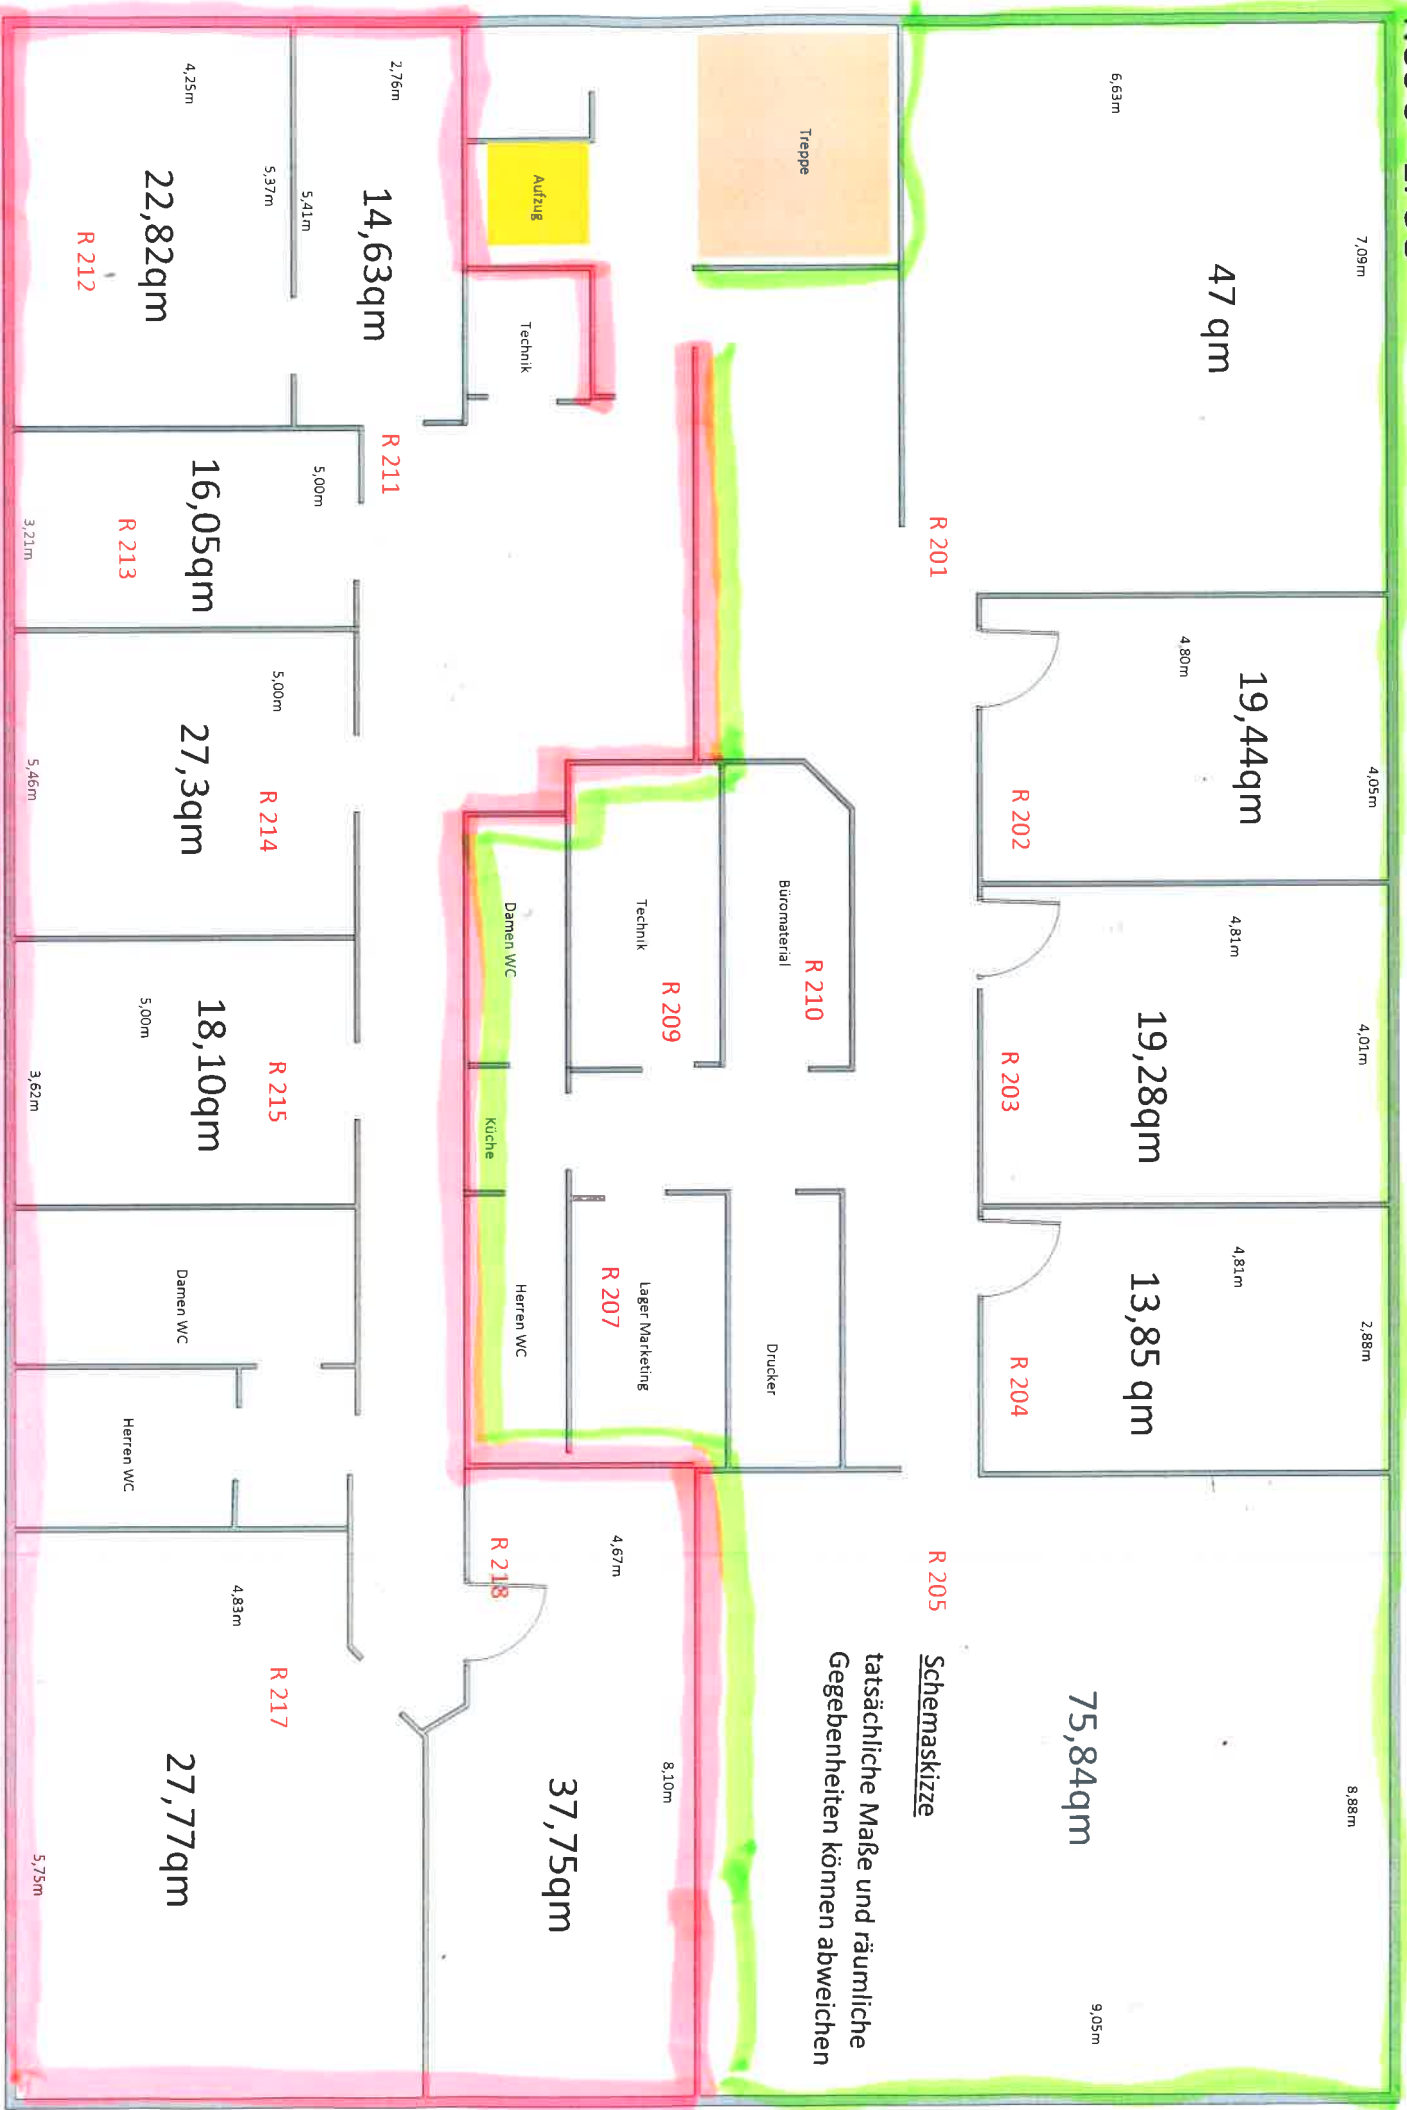 47 qm
6,63m
7,09m
R 201
19,44qm
4,80m
4,05m
R 202
19,28qm
4,81m
4,01m
R 203
13,85 qm
4,81m
2,88m
R 204
75,84qm
8,88m
9,05m
R 205
Schemaskizze
tatsächliche Maße und räumliche
Gegebenheiten können abweichen
Treppe
Aufzug
Technik
Büromaterial
R 210
Technik
R 209
Drucker
Lager Marketing
R 207
Damen WC
Küche
Herren WC
37,75qm
4,67m
8,10m
R 218
14,63qm
2,76m
5,41m
R 211
22,82qm
4,25m
5,37m
R 212
16,05qm
5,00m
3,21m
R 213
27,3qm
5,00m
5,46m
R 214
18,10qm
5,00m
3,62m
R 215
Damen WC
Herren WC
27,77qm
4,83m
5,75m
R 217